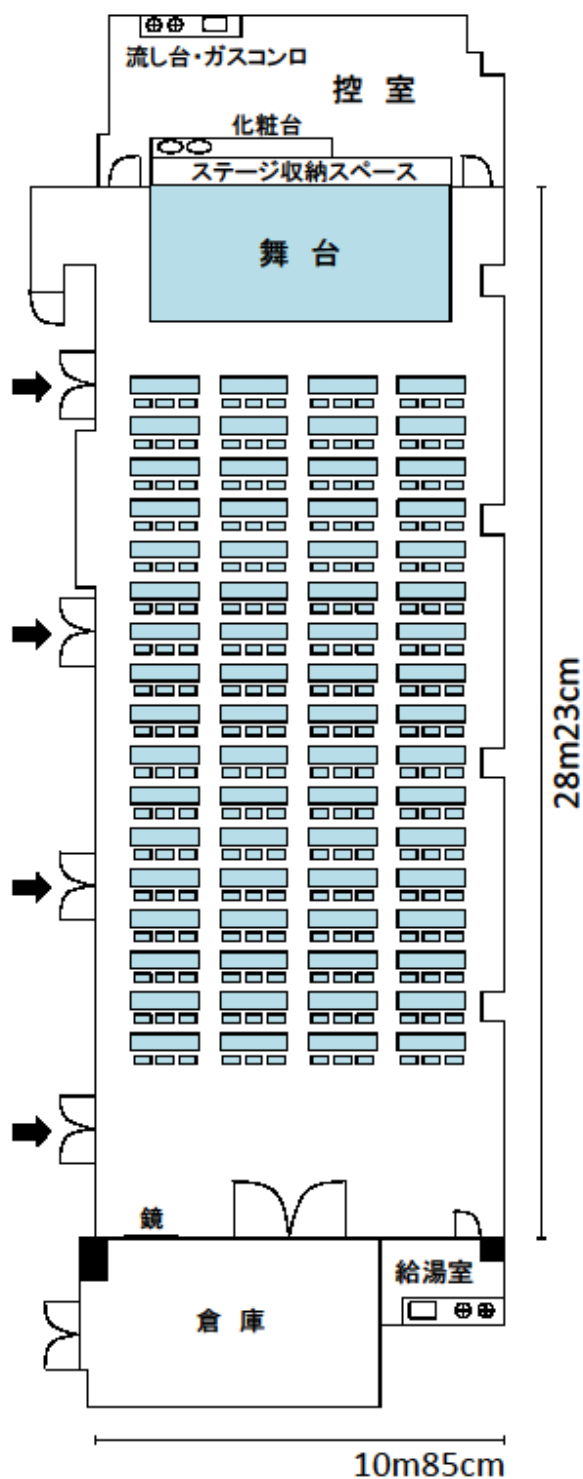 流し台・ガスコンロ
控 室
化粧台
ステージ収納スペース
舞 台
28m23cm
鏡
給湯室
倉 庫
10m85cm